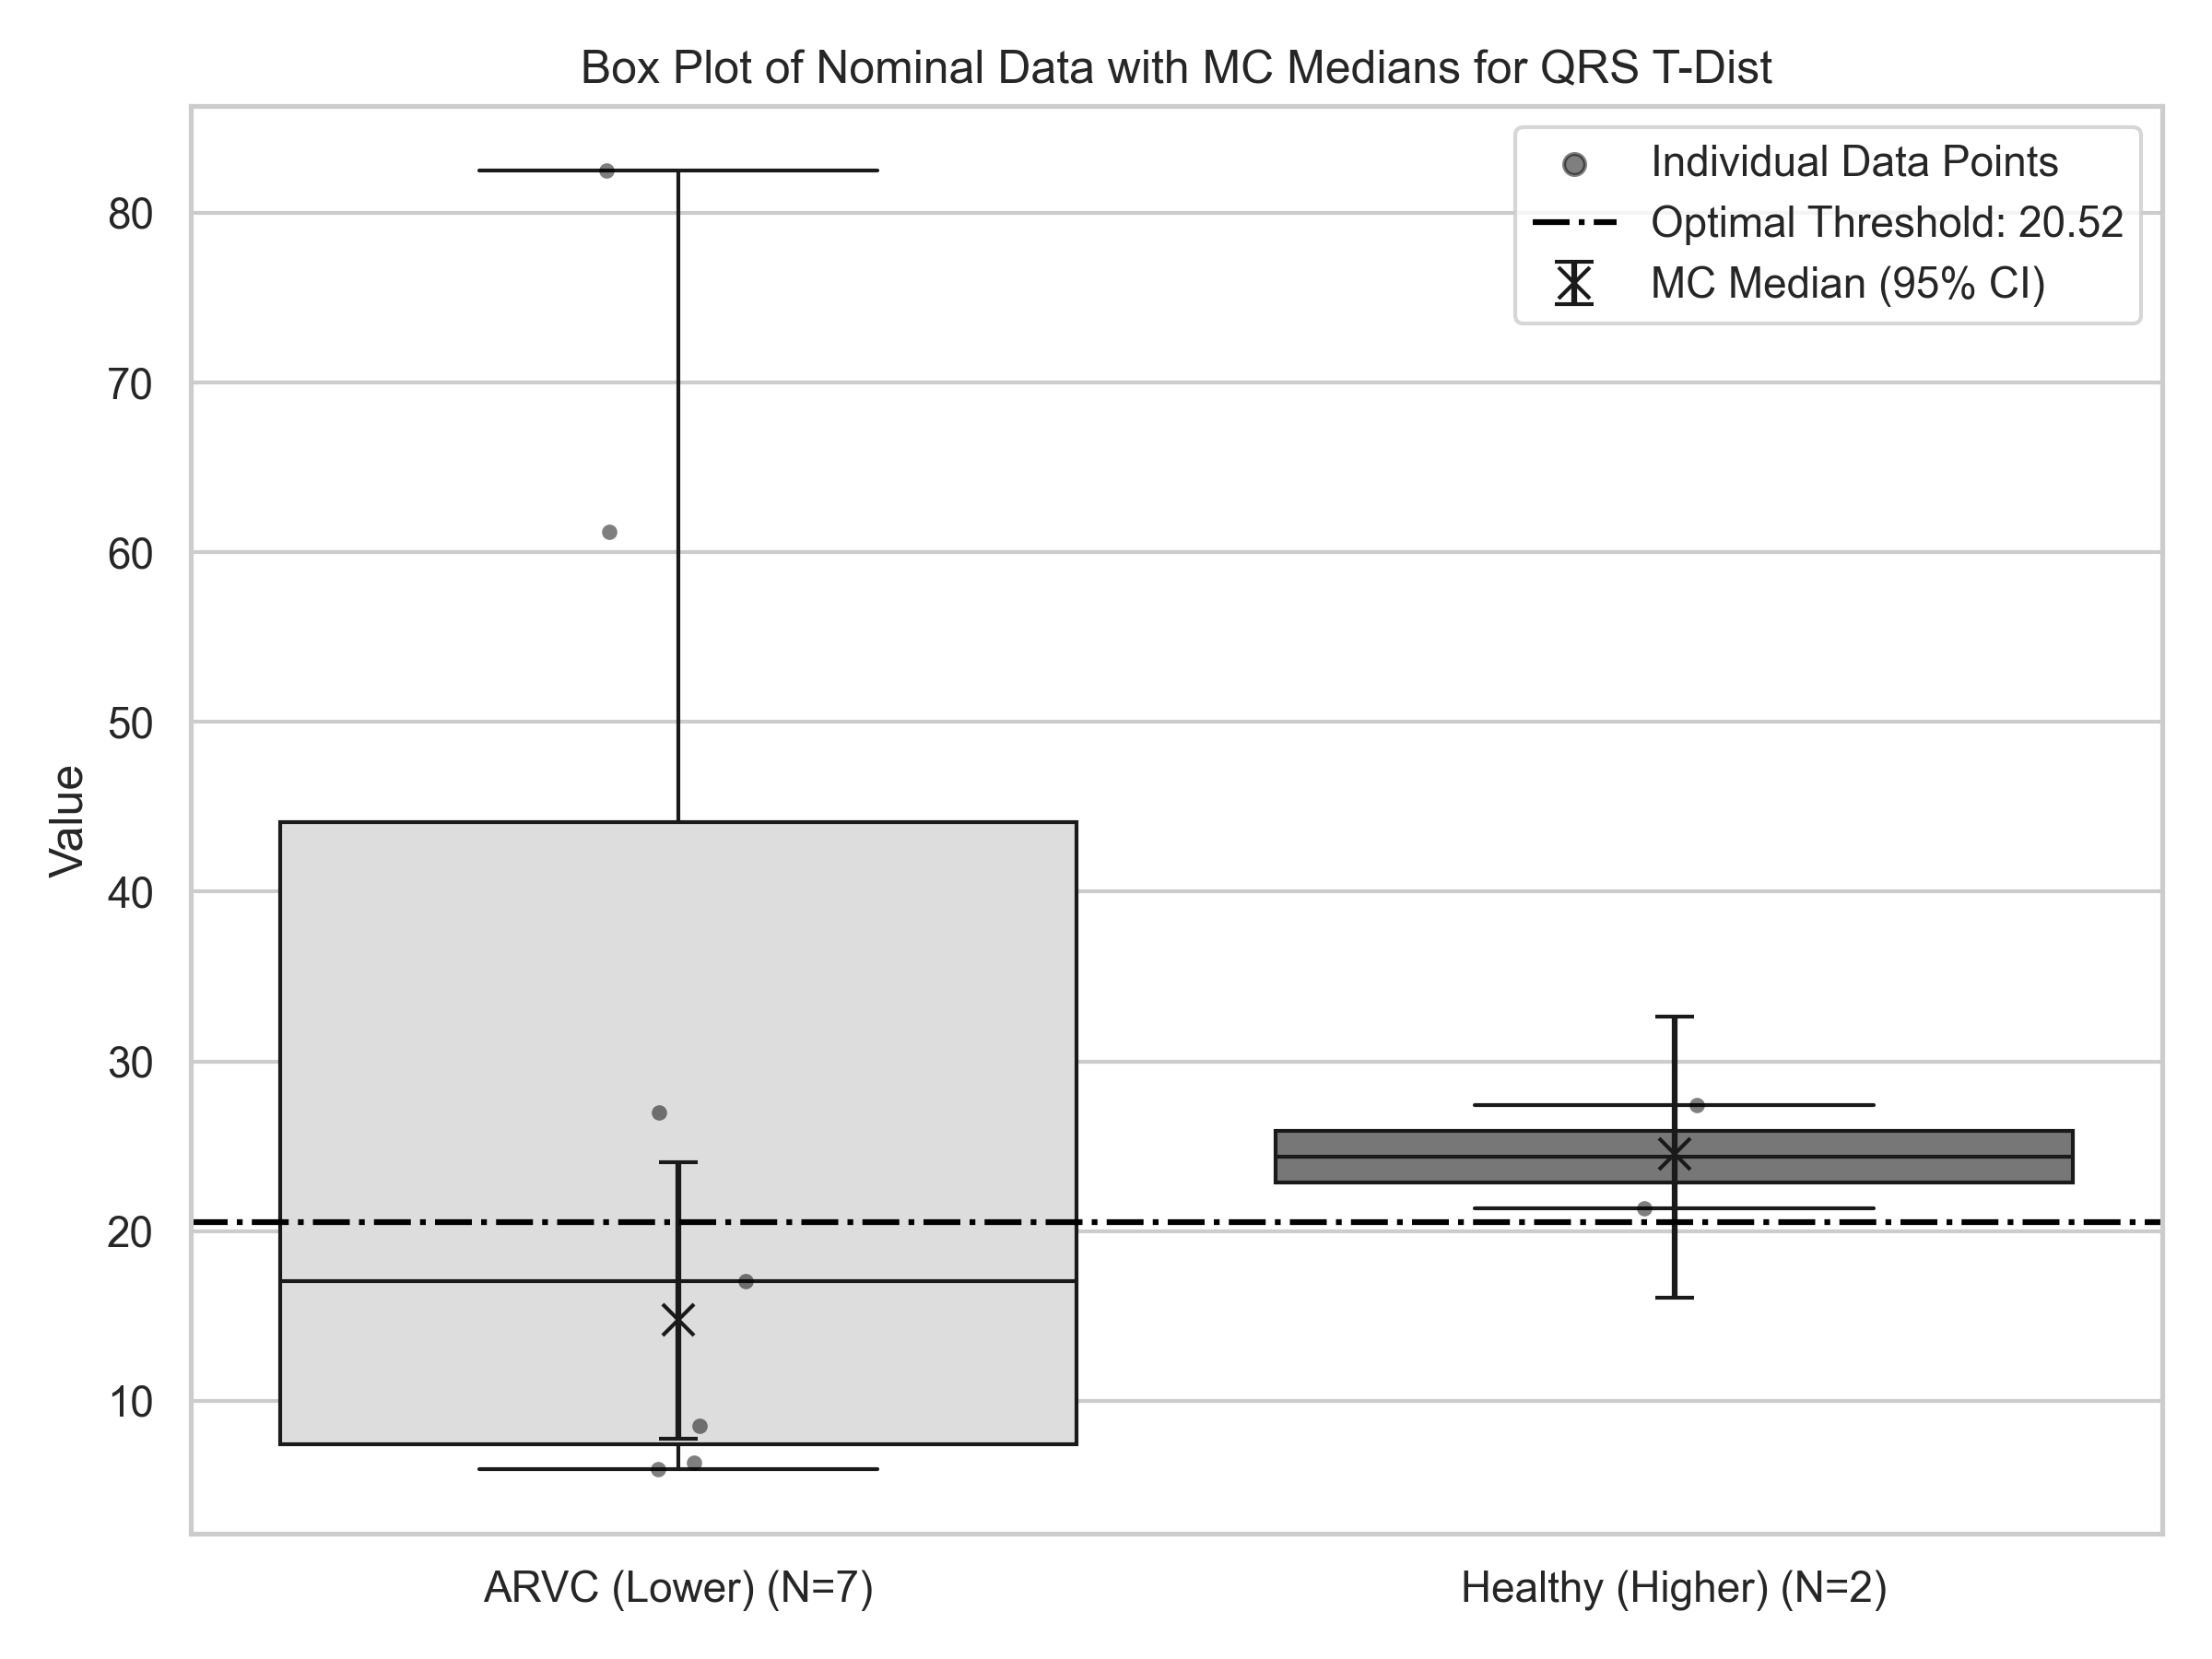 Box Plot of Nominal Data with MC Medians for QRS T-Dist
Individual Data Points
Optimal Threshold: 20.52
MC Median (95% CI)
80
70
60
50
40
30
20
10
Value
ARVC (Lower) (N=7)
Healthy (Higher) (N=2)